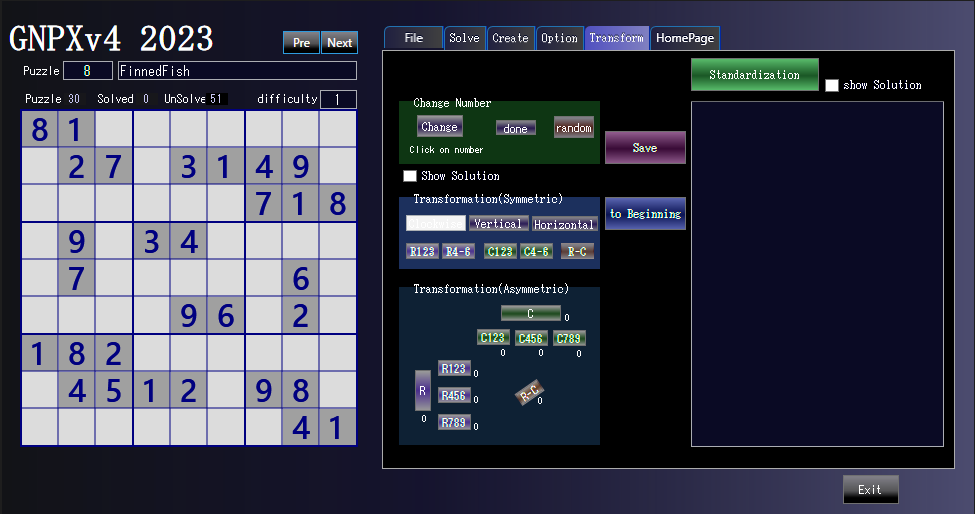 GNPXv4 2023
Pre Next
Puzzle 8 FinnedFish
Puzzle 30 Solved 0 UnSolve 51 difficulty 1
8 1
2 7 3 1 4 9
7 1 8
9 3 4
7 6
9 6 2
1 8 2
4 5 1 2 9 8
4 1
File Solve Create Option Transform HomePage
Standardization
show Solution
Change Number
Change done random
Click on number
Save
Show Solution
Transformation(Symmetric)
Vertical Horizontal
to Beginning
R123 R4-6 C123 C4-6 R-C
Transformation(Asymmetric)
C 0
C123 C456 C789
0 0 0
R123 0
R
R456 0
R-C 0
0
R789 0
Exit